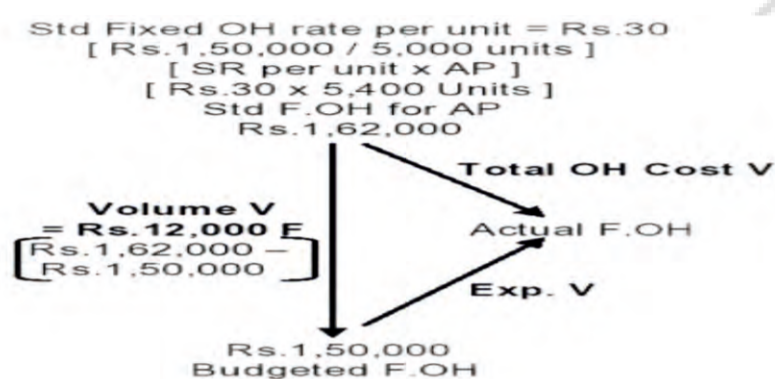 Std Fixed OH rate per unit = Rs.30
[ Rs.1,50,000 / 5,000 units ]
[ SR per unit x AP ]
[ Rs.30 x 5,400 Units ]
Std F.OH for AP
Rs.1,62,000
Total OH Cost V
Volume V
= Rs.12,000 F
Rs.1,62,000 –
Rs.1,50,000
Actual F.OH
Exp. V
Rs.1,50,000
Budgeted F.OH